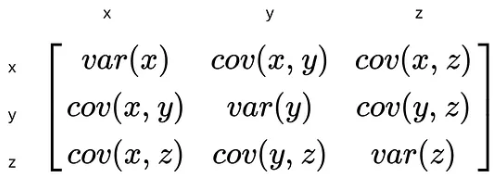 x y z
x var(x) cov(x, y) cov(x, z)
y cov(x, y) var(y) cov(y, z)
z cov(x, z) cov(y, z) var(z)